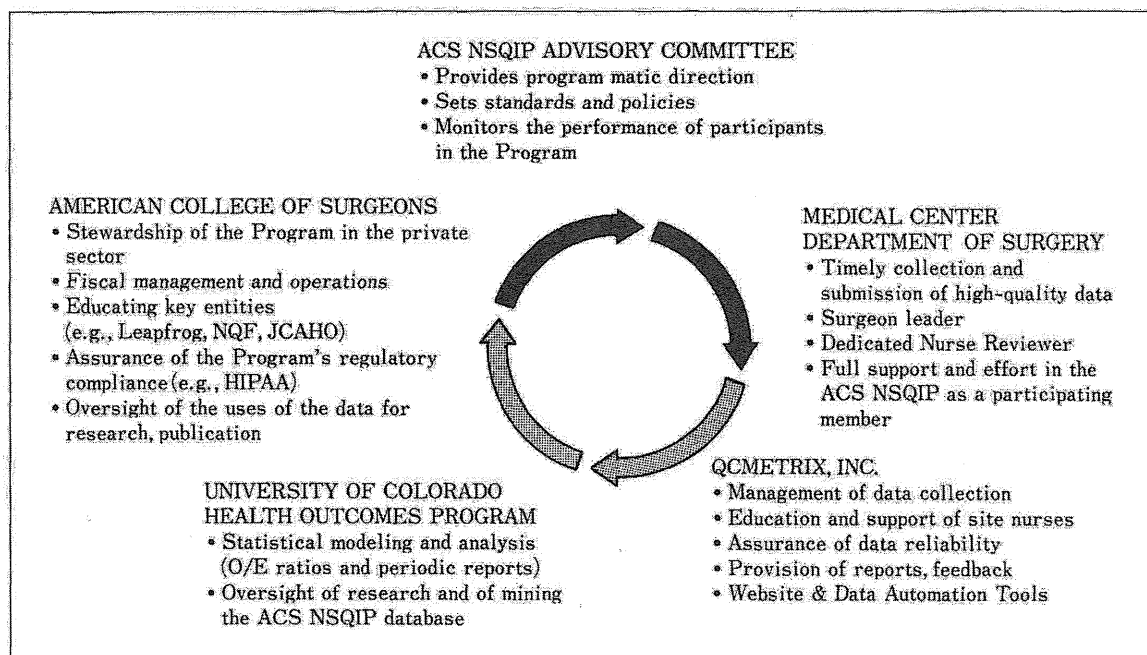 ACS NSQIP ADVISORY COMMITTEE
• Provides program matic direction
• Sets standards and policies
• Monitors the performance of participants
in the Program
AMERICAN COLLEGE OF SURGEONS
• Stewardship of the Program in the private
sector
• Fiscal management and operations
• Educating key entities
(e.g., Leapfrog, NQF, JCAHO)
• Assurance of the Program's regulatory
compliance (e.g., HIPAA)
• Oversight of the uses of the data for
research, publication
MEDICAL CENTER
DEPARTMENT OF SURGERY
• Timely collection and
submission of high-quality data
• Surgeon leader
• Dedicated Nurse Reviewer
• Full support and effort in the
ACS NSQIP as a participating
member
UNIVERSITY OF COLORADO
HEALTH OUTCOMES PROGRAM
• Statistical modeling and analysis
(O/E ratios and periodic reports)
• Oversight of research and of mining
the ACS NSQIP database
QCMETRIX, INC.
• Management of data collection
• Education and support of site nurses
• Assurance of data reliability
• Provision of reports, feedback
• Website & Data Automation Tools